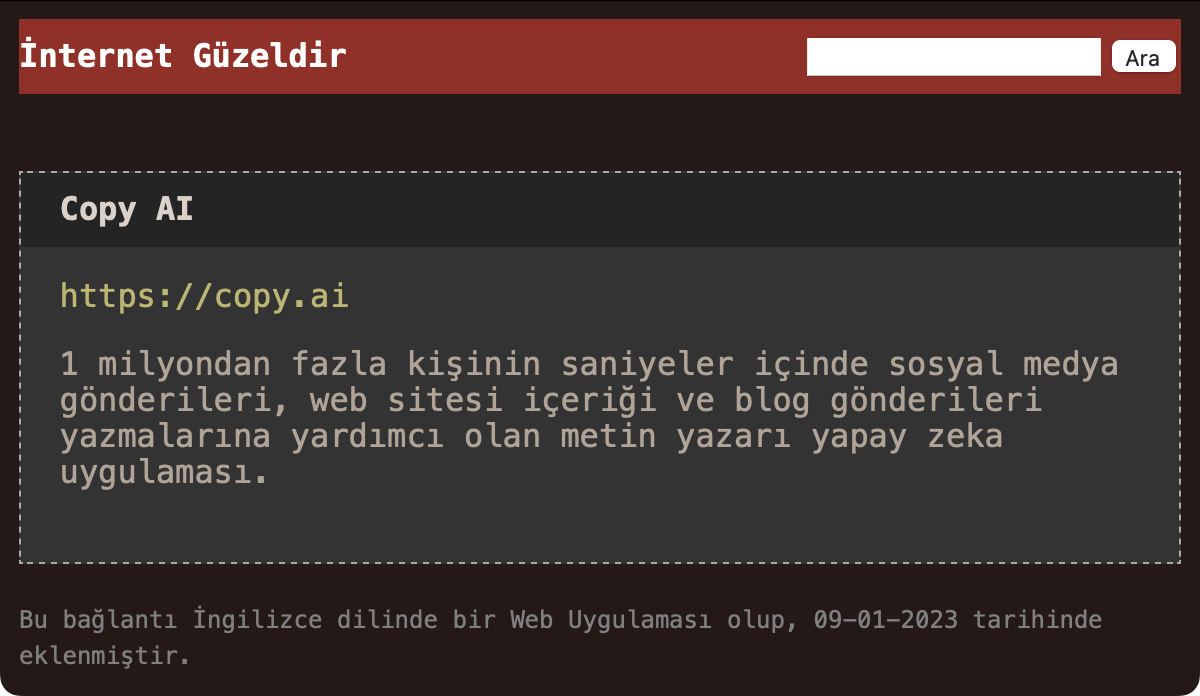 İnternet Güzeldir
Ara
Copy AI
https://copy.ai
1 milyondan fazla kişinin saniyeler içinde sosyal medya
gönderileri, web sitesi içeriği ve blog gönderileri
yazmalarına yardımcı olan metin yazarı yapay zeka
uygulaması.
Bu bağlantı İngilizce dilinde bir Web Uygulaması olup, 09-01-2023 tarihinde
eklenmiştir.